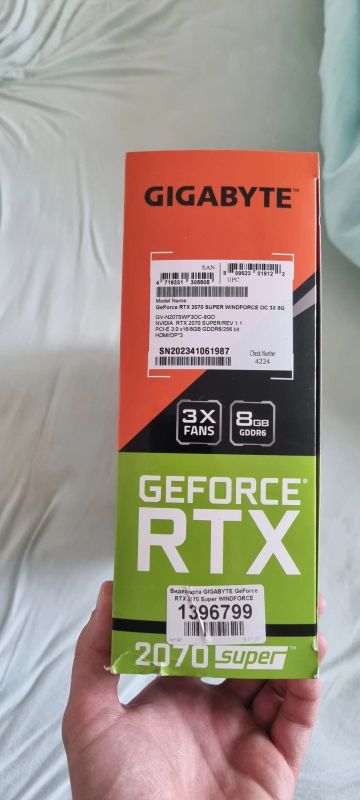 GIGABYTE™
EAN
4 719331 306606
8 89523 01912 2
UPC
Model Name:
GeForce RTX 2070 SUPER WINDFORCE OC 3X 8G
GV-N207SWF3OC-8GD
NVIDIA RTX 2070 SUPER/REV 1.1
PCI-E 3.0 x16/8GB GDDR6/256 bit
HDMI/DP*3
SN202341061987
Check Number
4224
3X
FANS
8GB
GDDR6
GEFORCE®
RTX
Видеокарта GIGABYTE GeForce
RTX 2070 Super WINDFORCE
1396799
2070 SUPER™